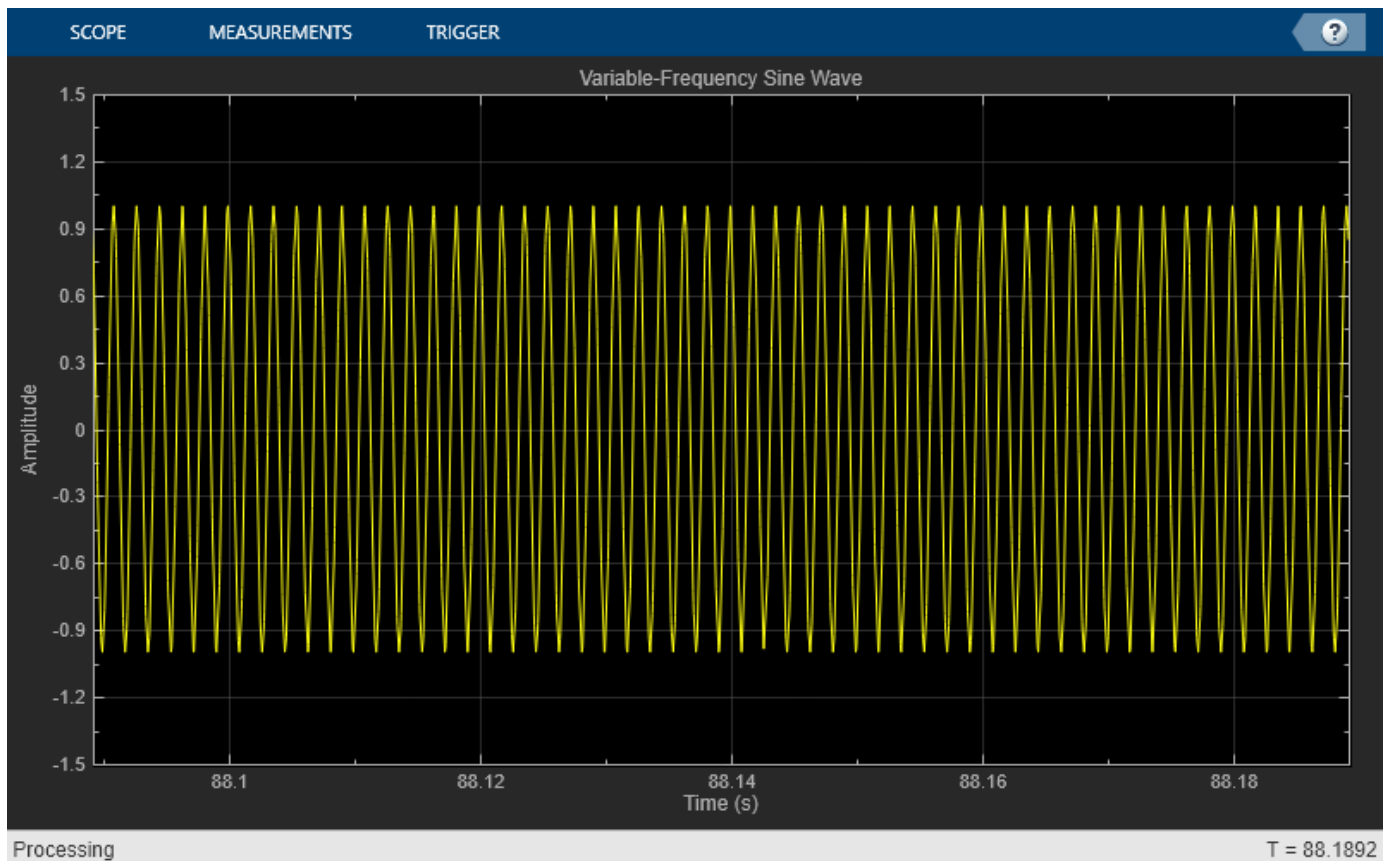 SCOPE MEASUREMENTS TRIGGER ?
Variable-Frequency Sine Wave
1.5
1.2
0.9
0.6
0.3
0
-0.3
-0.6
-0.9
-1.2
-1.5
Amplitude
88.1 88.12 88.14 88.16 88.18
Time (s)
Processing T = 88.1892